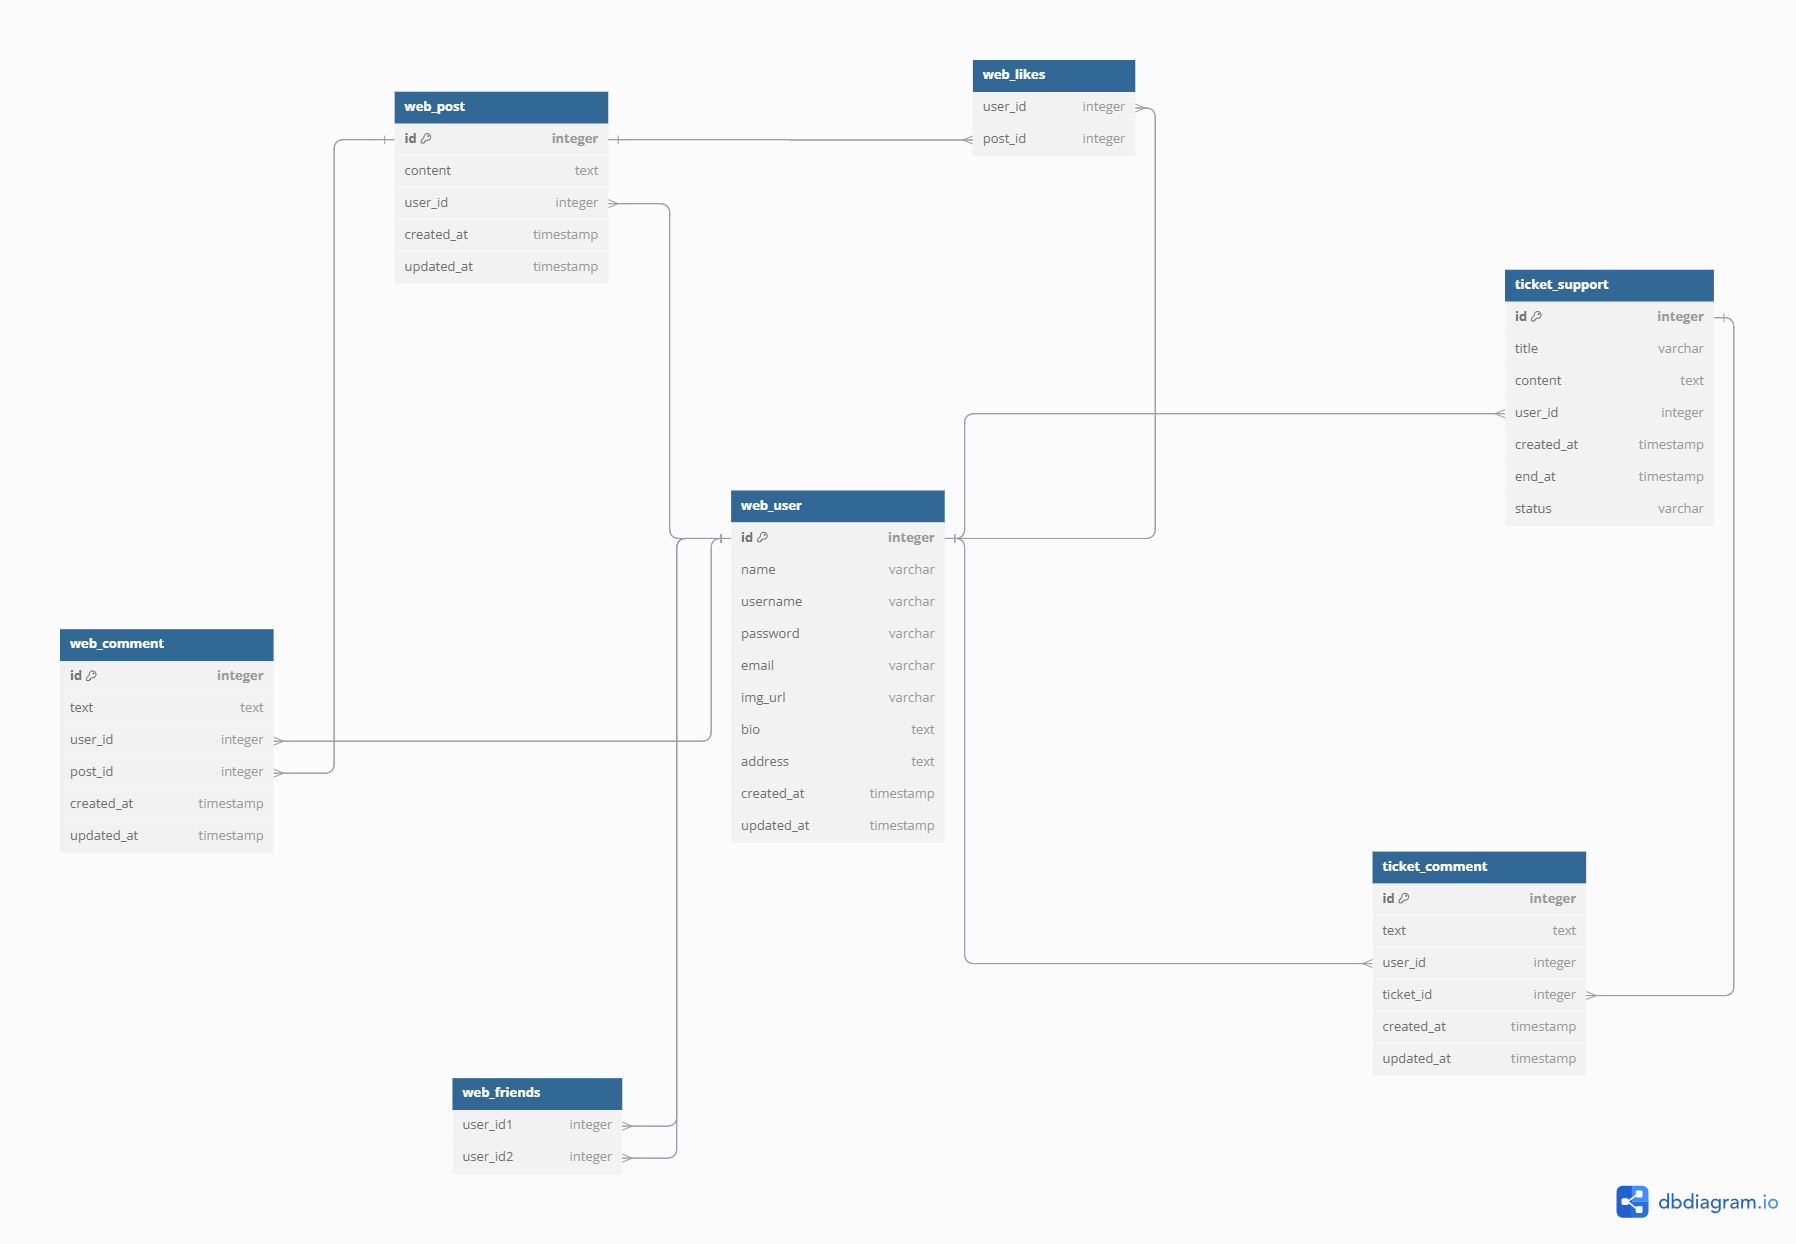 web_likes
user_id integer
post_id integer
web_post
id integer
content text
user_id integer
created_at timestamp
updated_at timestamp
ticket_support
id integer
title varchar
content text
user_id integer
created_at timestamp
end_at timestamp
status varchar
web_user
id integer
name varchar
username varchar
password varchar
email varchar
img_url varchar
bio text
address text
created_at timestamp
updated_at timestamp
web_comment
id integer
text text
user_id integer
post_id integer
created_at timestamp
updated_at timestamp
ticket_comment
id integer
text text
user_id integer
ticket_id integer
created_at timestamp
updated_at timestamp
web_friends
user_id1 integer
user_id2 integer
dbdiagram.io